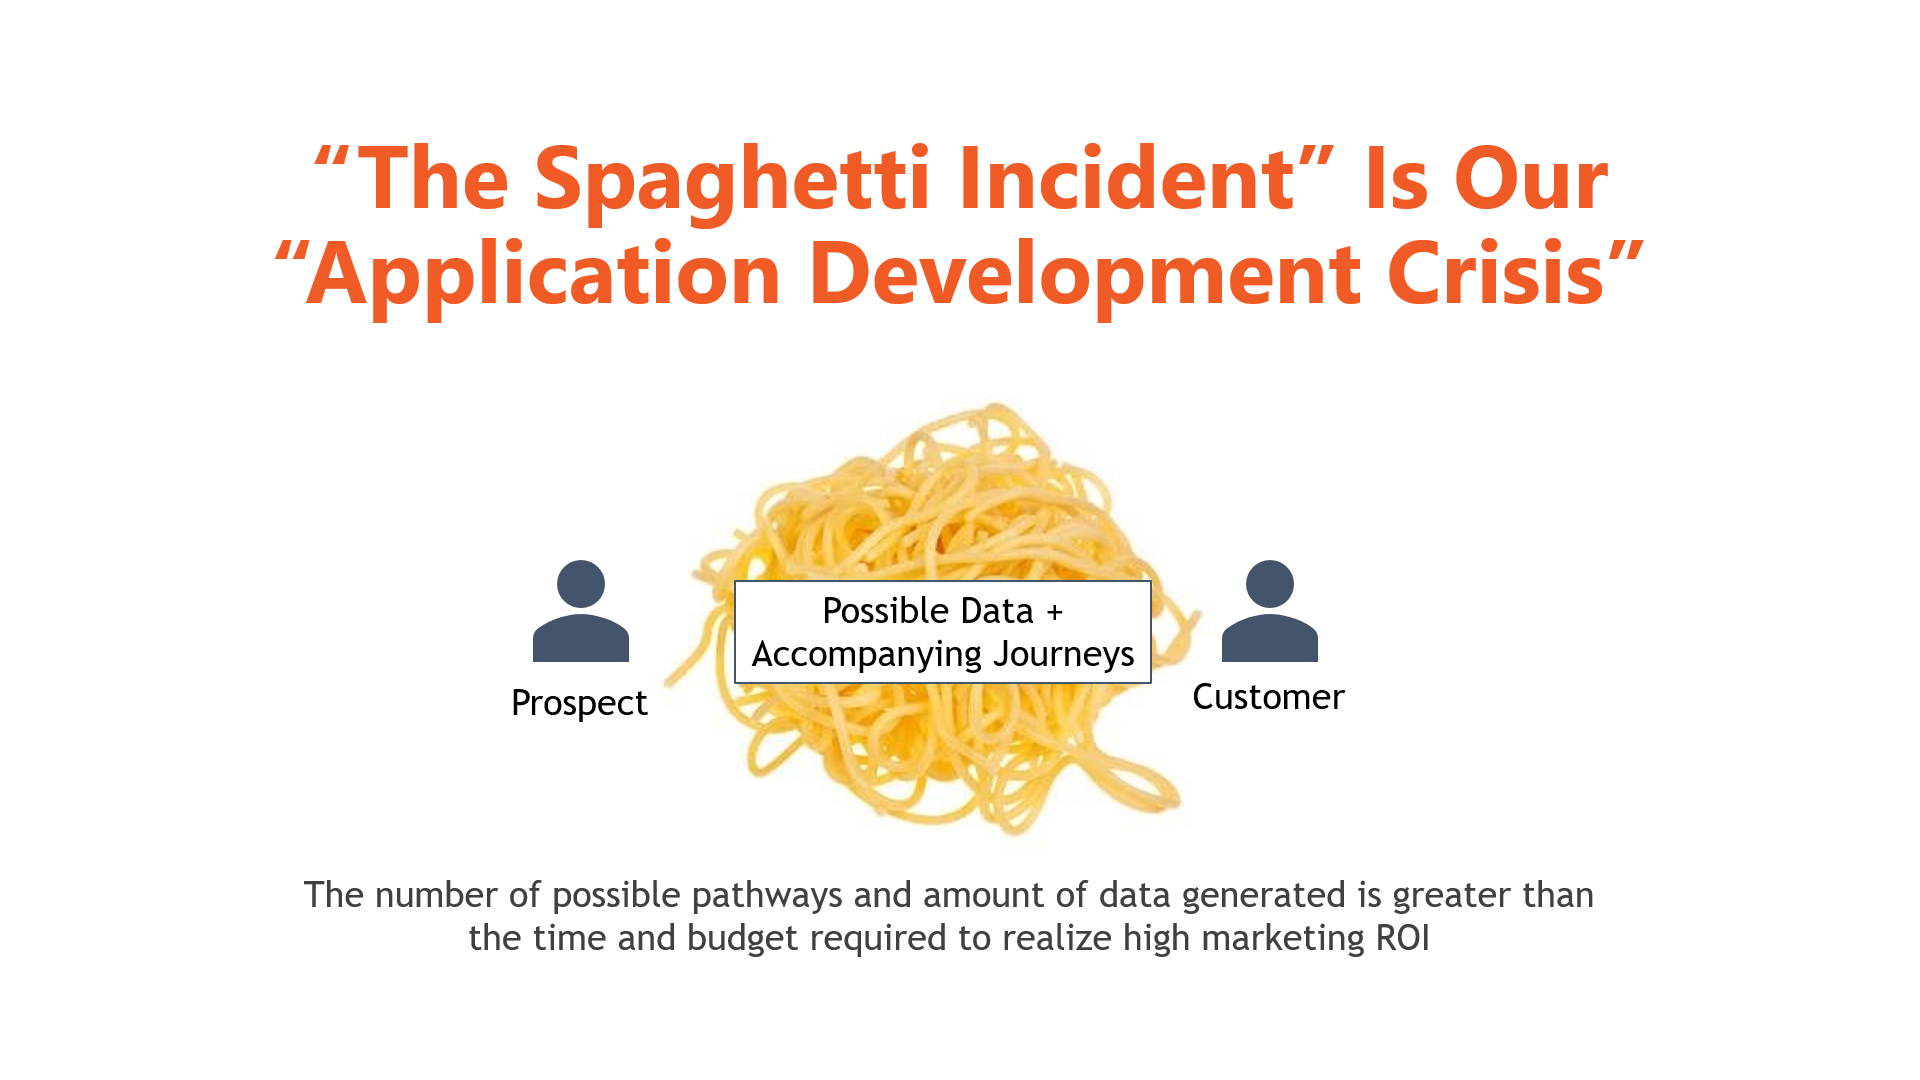 “The Spaghetti Incident” Is Our
“Application Development Crisis”
Possible Data +
Accompanying Journeys
Prospect
Customer
The number of possible pathways and amount of data generated is greater than
the time and budget required to realize high marketing ROI